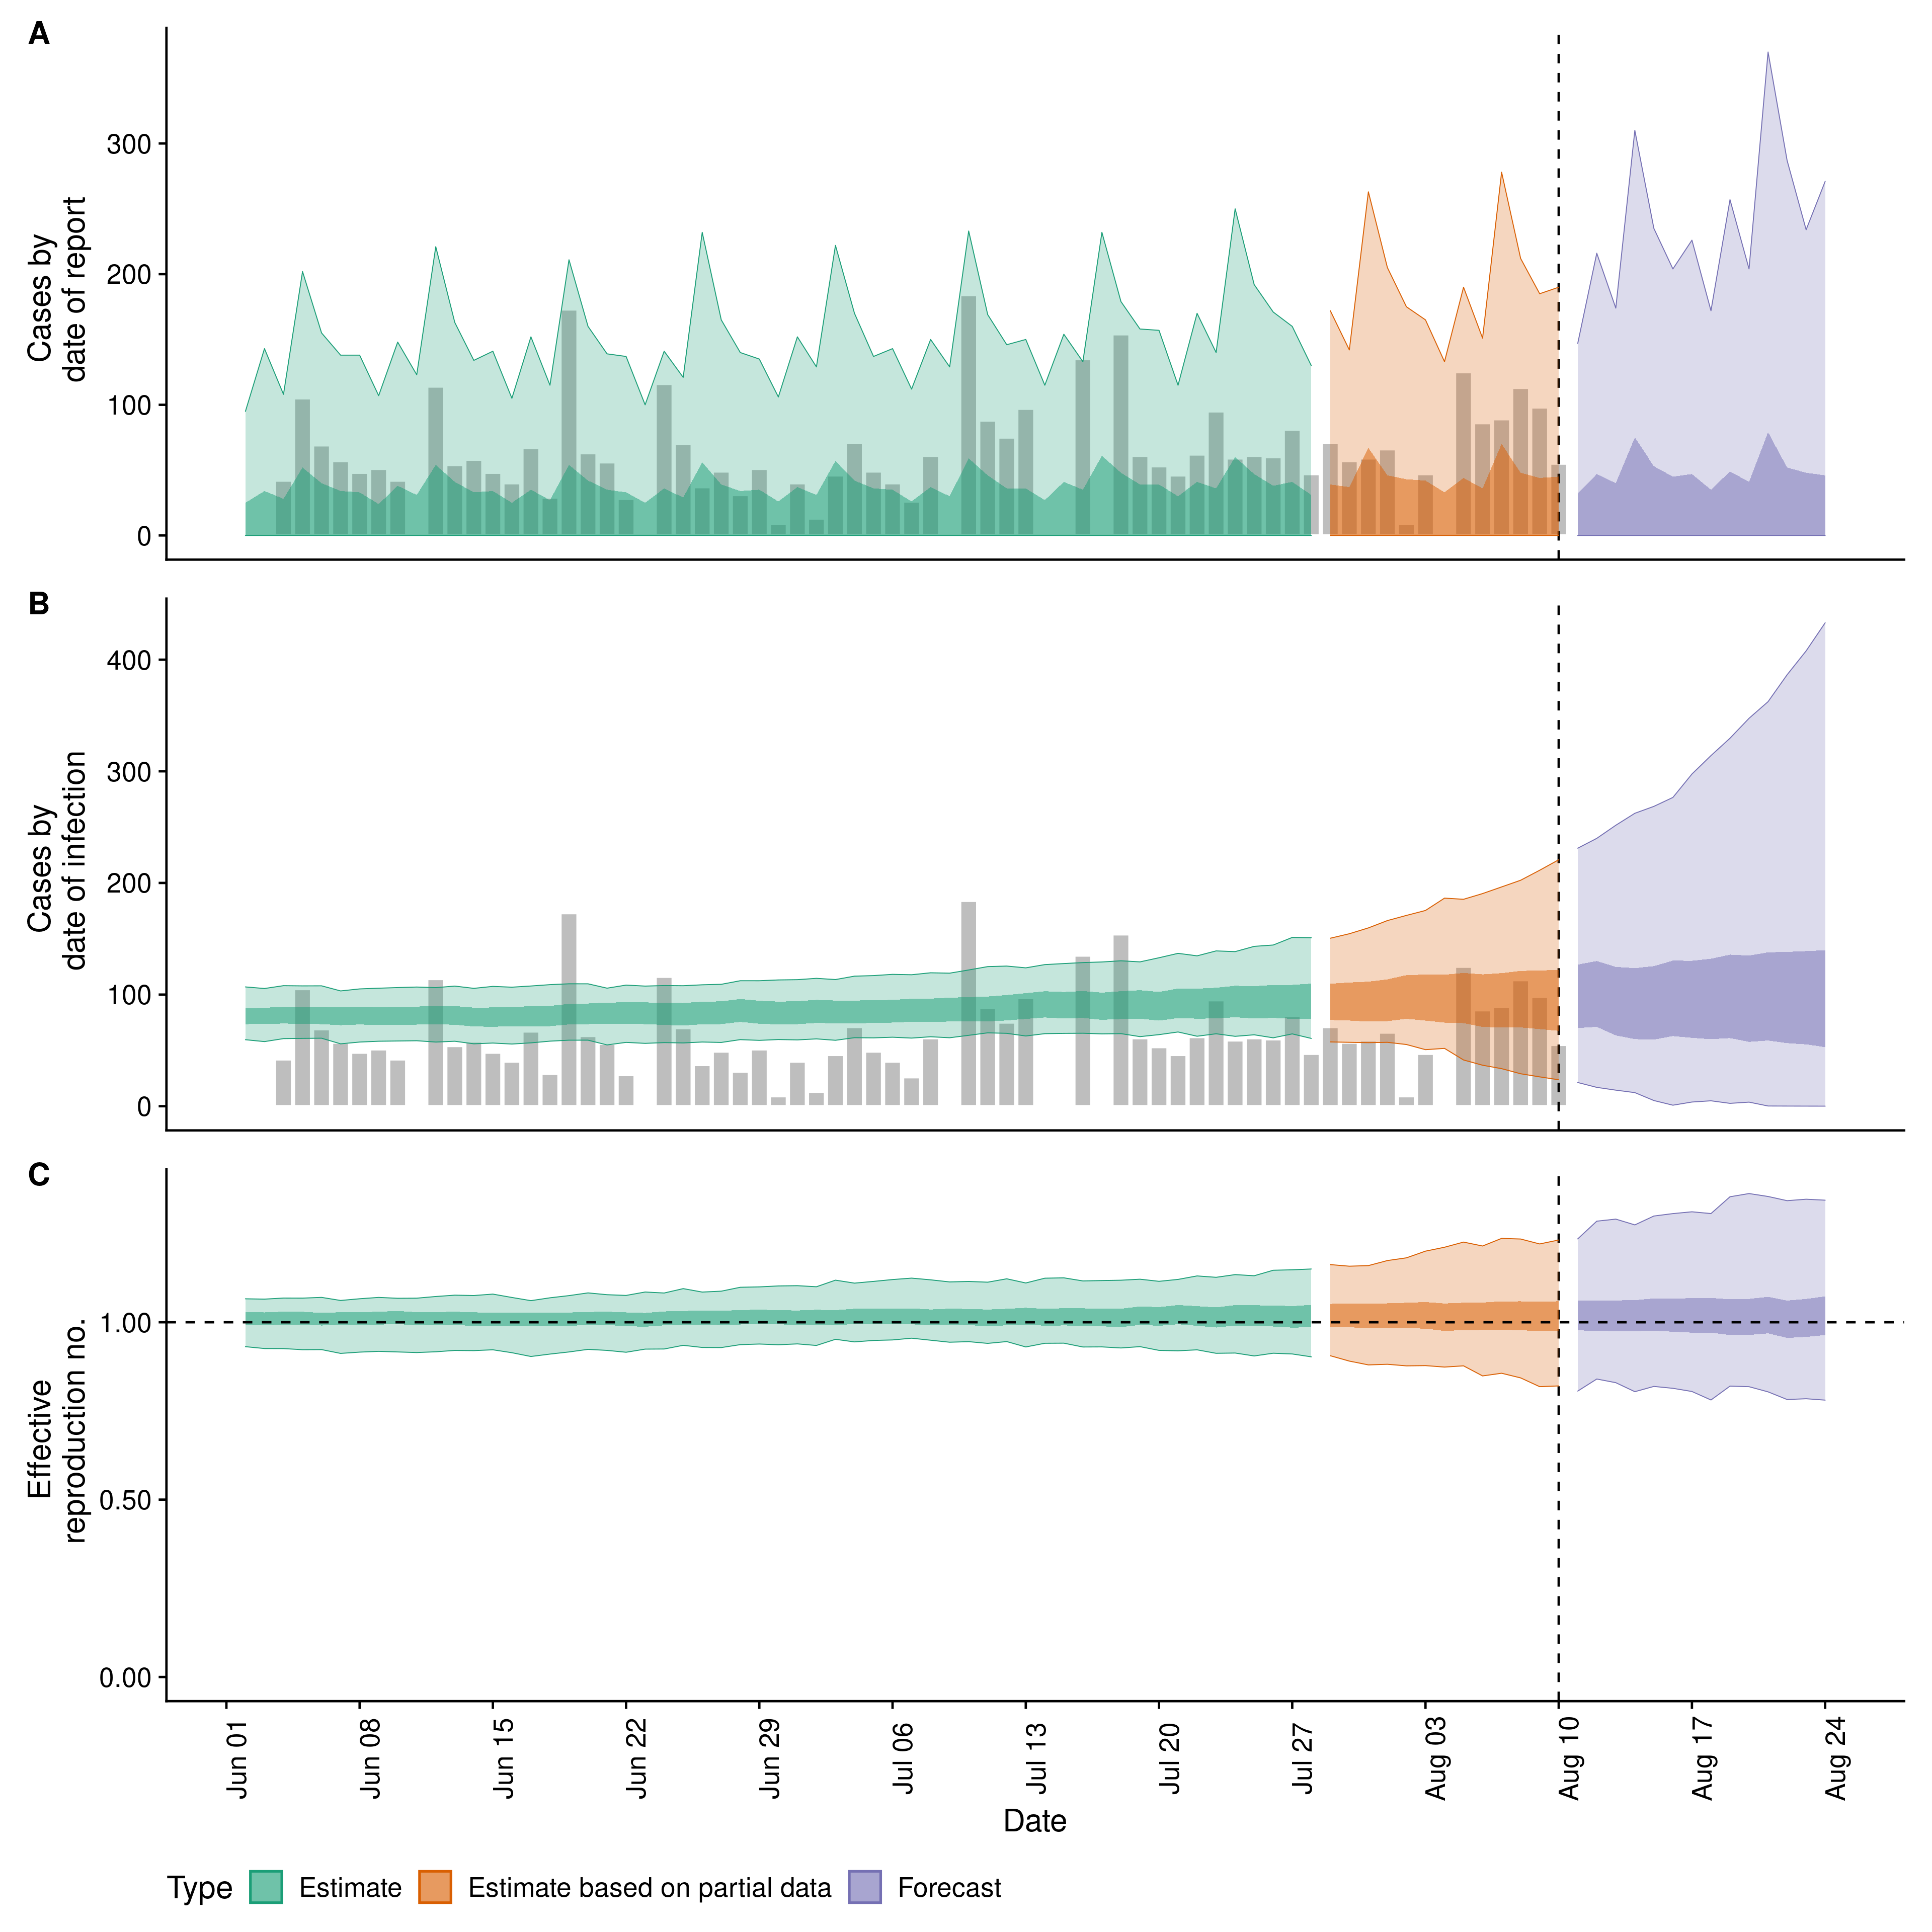 A
Cases by
date of report
300
200
100
0
B
Cases by
date of infection
400
300
200
100
0
C
Effective
reproduction no.
1.00
0.50
0.00
Jun 01
Jun 08
Jun 15
Jun 22
Jun 29
Jul 06
Jul 13
Jul 20
Jul 27
Aug 03
Aug 10
Aug 17
Aug 24
Date
Type Estimate Estimate based on partial data Forecast